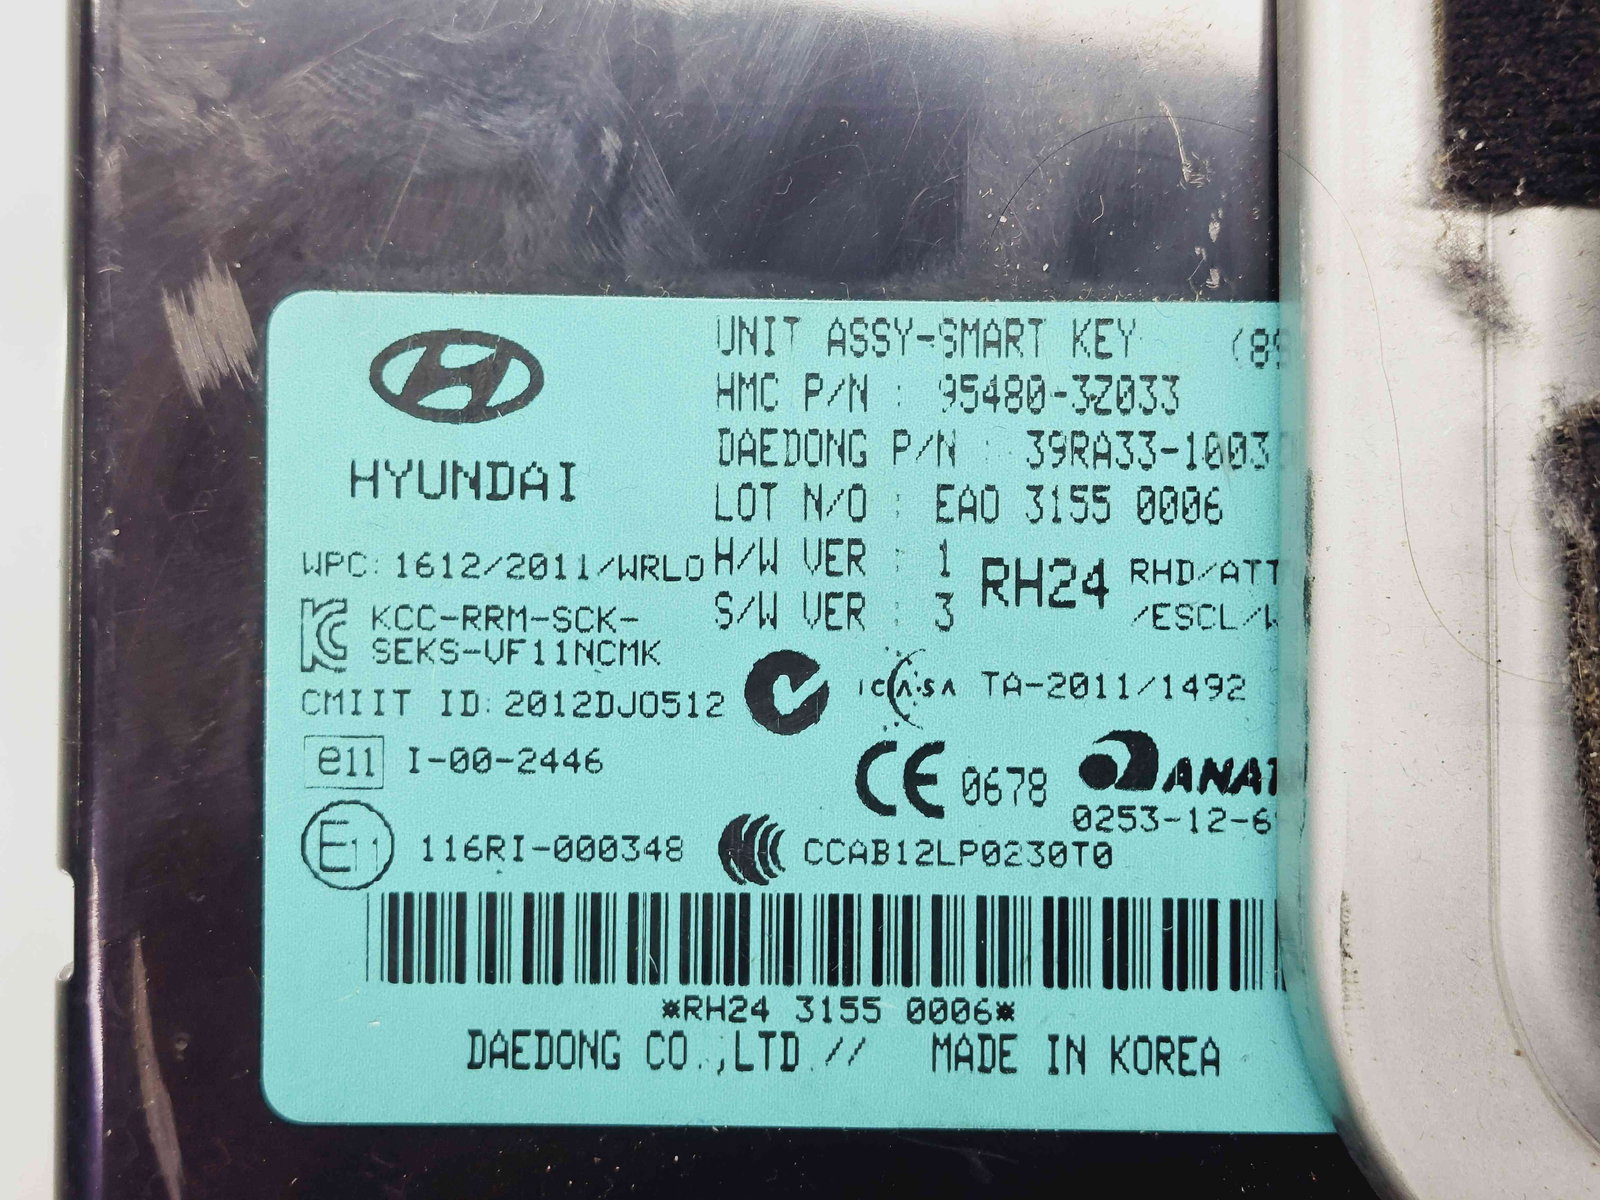 UNIT ASSY-SMART KEY
HMC P/N : 95480-3Z033
DAEDONG P/N : 39RA33-1003
LOT N/O : EAO 3155 0006
HYUNDAI
WPC: 1612/2011/WRLO
H/W VER : 1
S/W VER : 3
RH24
RHD/ATT
/ESCL/
KCC-RRM-SCK-
SEKS-VF11NCMK
CMIIT ID: 2012DJ0512
ICASA TA-2011/1492
e11 I-00-2446
CE 0678
ANAT
0253-12-6
E11 116RI-000348
CCC CCAB12LP0230T0
*RH24 3155 0006*
DAEDONG CO.,LTD // MADE IN KOREA